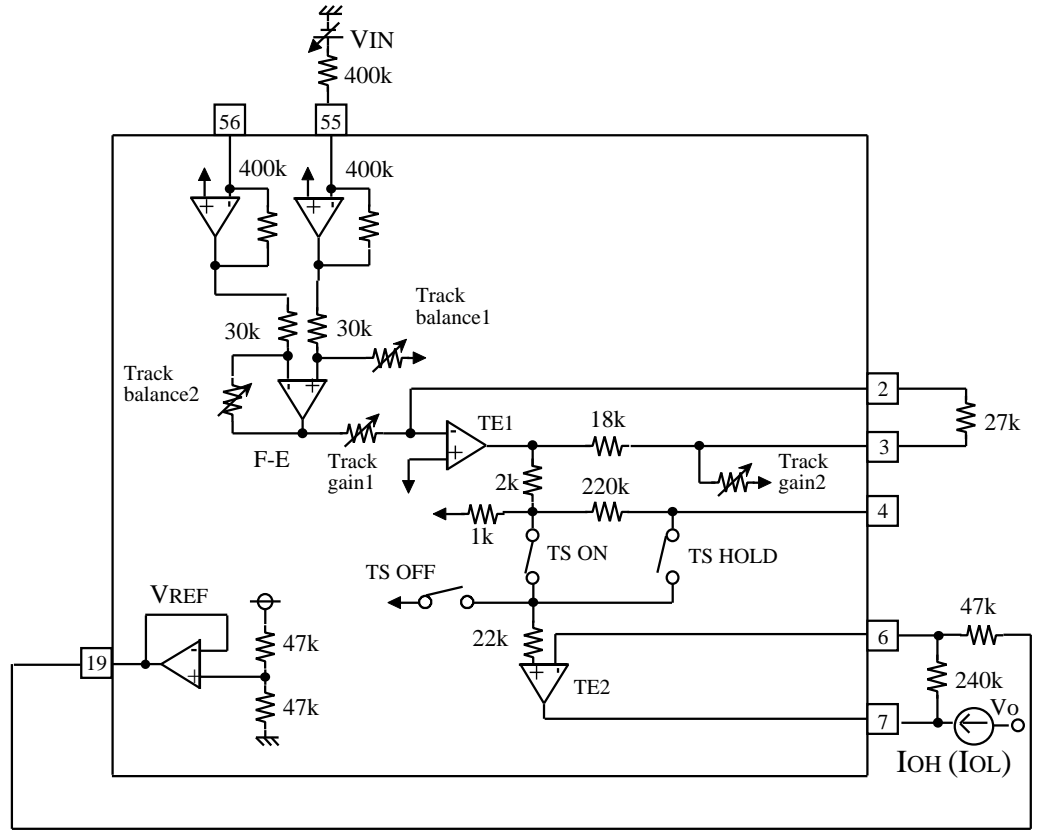 VIN
400k
56
55
400k
400k
Track
balance1
30k
30k
Track
balance2
2
-
+
-
+
-
+
TE1
18k
27k
3
F-E
Track
gain1
-
+
Track
gain2
2k
220k
4
1k
TS ON
TS HOLD
TS OFF
VREF
47k
22k
6
47k
-
+
19
+
-
TE2
240k
47k
7
Vo
IOH (IOL)